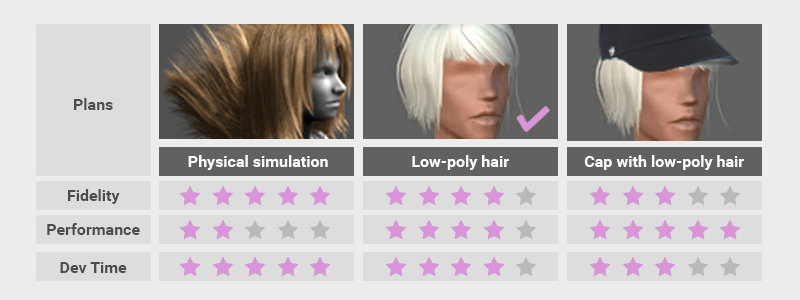 Plans
Physical simulation
Low-poly hair
Cap with low-poly hair
Fidelity
Performance
Dev Time